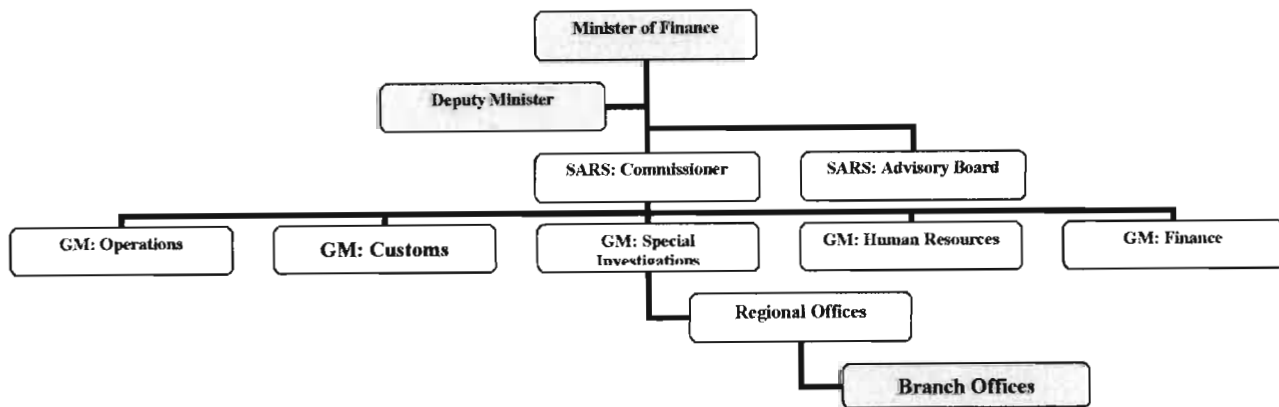 Minister of Finance
Deputy Minister
SARS: Commissioner
SARS: Advisory Board
GM: Operations
GM: Customs
GM: Special
Investigations
GM: Human Resources
GM: Finance
Regional Offices
Branch Offices